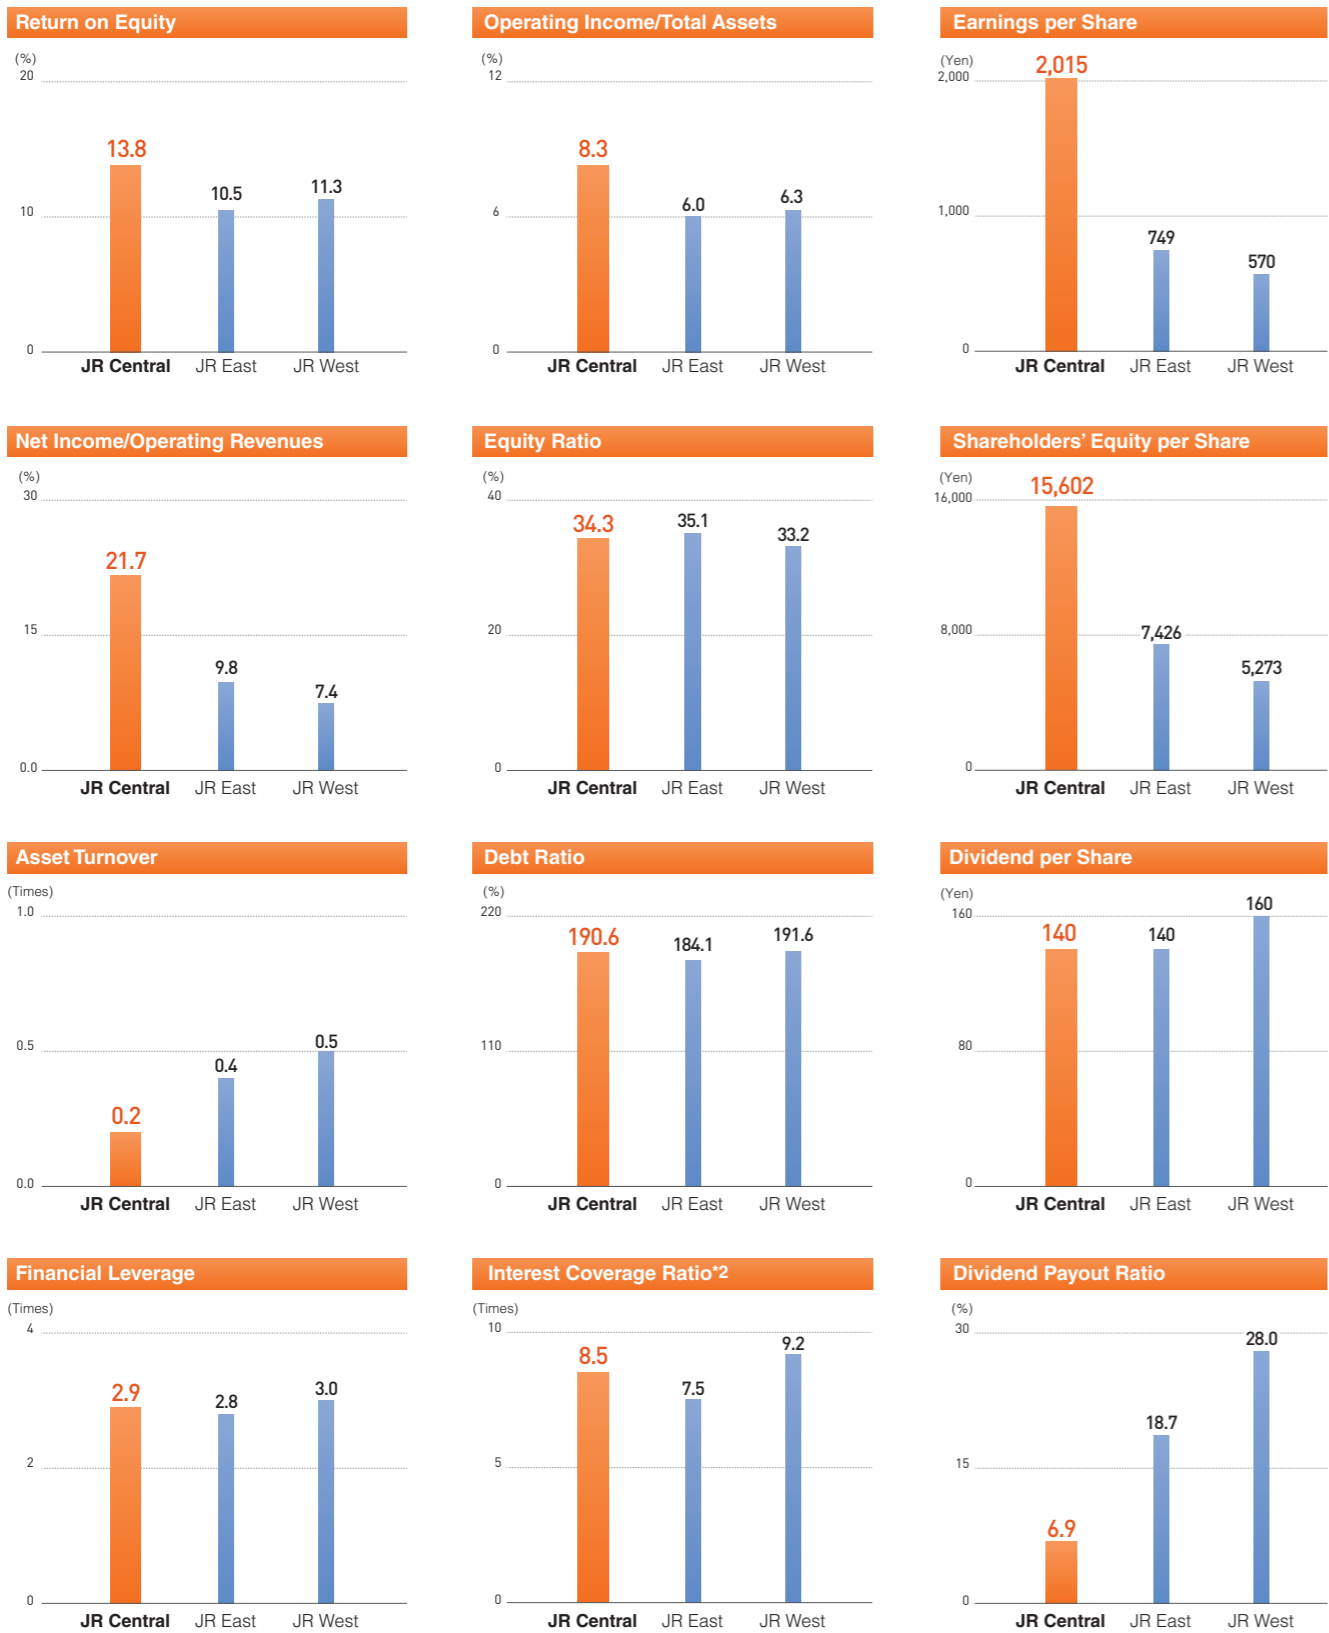 Return on Equity
(%)
20
10
0
13.8
10.5
11.3
JR Central JR East JR West
Operating Income/Total Assets
(%)
12
6
0
8.3
6.0
6.3
JR Central JR East JR West
Earnings per Share
(Yen)
2,000
1,000
0
2,015
749
570
JR Central JR East JR West
Net Income/Operating Revenues
(%)
30
15
0.0
21.7
9.8
7.4
JR Central JR East JR West
Equity Ratio
(%)
40
20
0
34.3
35.1
33.2
JR Central JR East JR West
Shareholders' Equity per Share
(Yen)
16,000
8,000
0
15,602
7,426
5,273
JR Central JR East JR West
Asset Turnover
(Times)
1.0
0.5
0.0
0.2
0.4
0.5
JR Central JR East JR West
Debt Ratio
(%)
220
110
0
190.6
184.1
191.6
JR Central JR East JR West
Dividend per Share
(Yen)
160
80
0
140
140
160
JR Central JR East JR West
Financial Leverage
(Times)
4
2
0
2.9
2.8
3.0
JR Central JR East JR West
Interest Coverage Ratio*2
(Times)
10
5
0
8.5
7.5
9.2
JR Central JR East JR West
Dividend Payout Ratio
(%)
30
15
0
6.9
18.7
28.0
JR Central JR East JR West